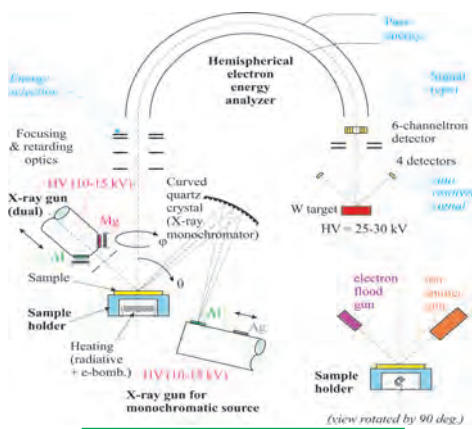 Pass
energy
Hemispherical
electron
energy
analyzer
Energy
selection
Signal
type:
Focusing
& retarding
optics
6-channeltron
detector
4 detectors
HV (10-15 kV)
X-ray gun
(dual)
Mg
Al
Curved
quartz
crystal
(X-ray
monochromator)
φ
θ
signal
W target
HV = 25-30 kV
Sample
Sample
holder
Heating
(radiative
+ e-bomb.)
Al
Ag
HV (10-15 kV)
X-ray gun for
monochromatic source
electron
flood
gun
gun
Sample
holder
(view rotated by 90 deg.)